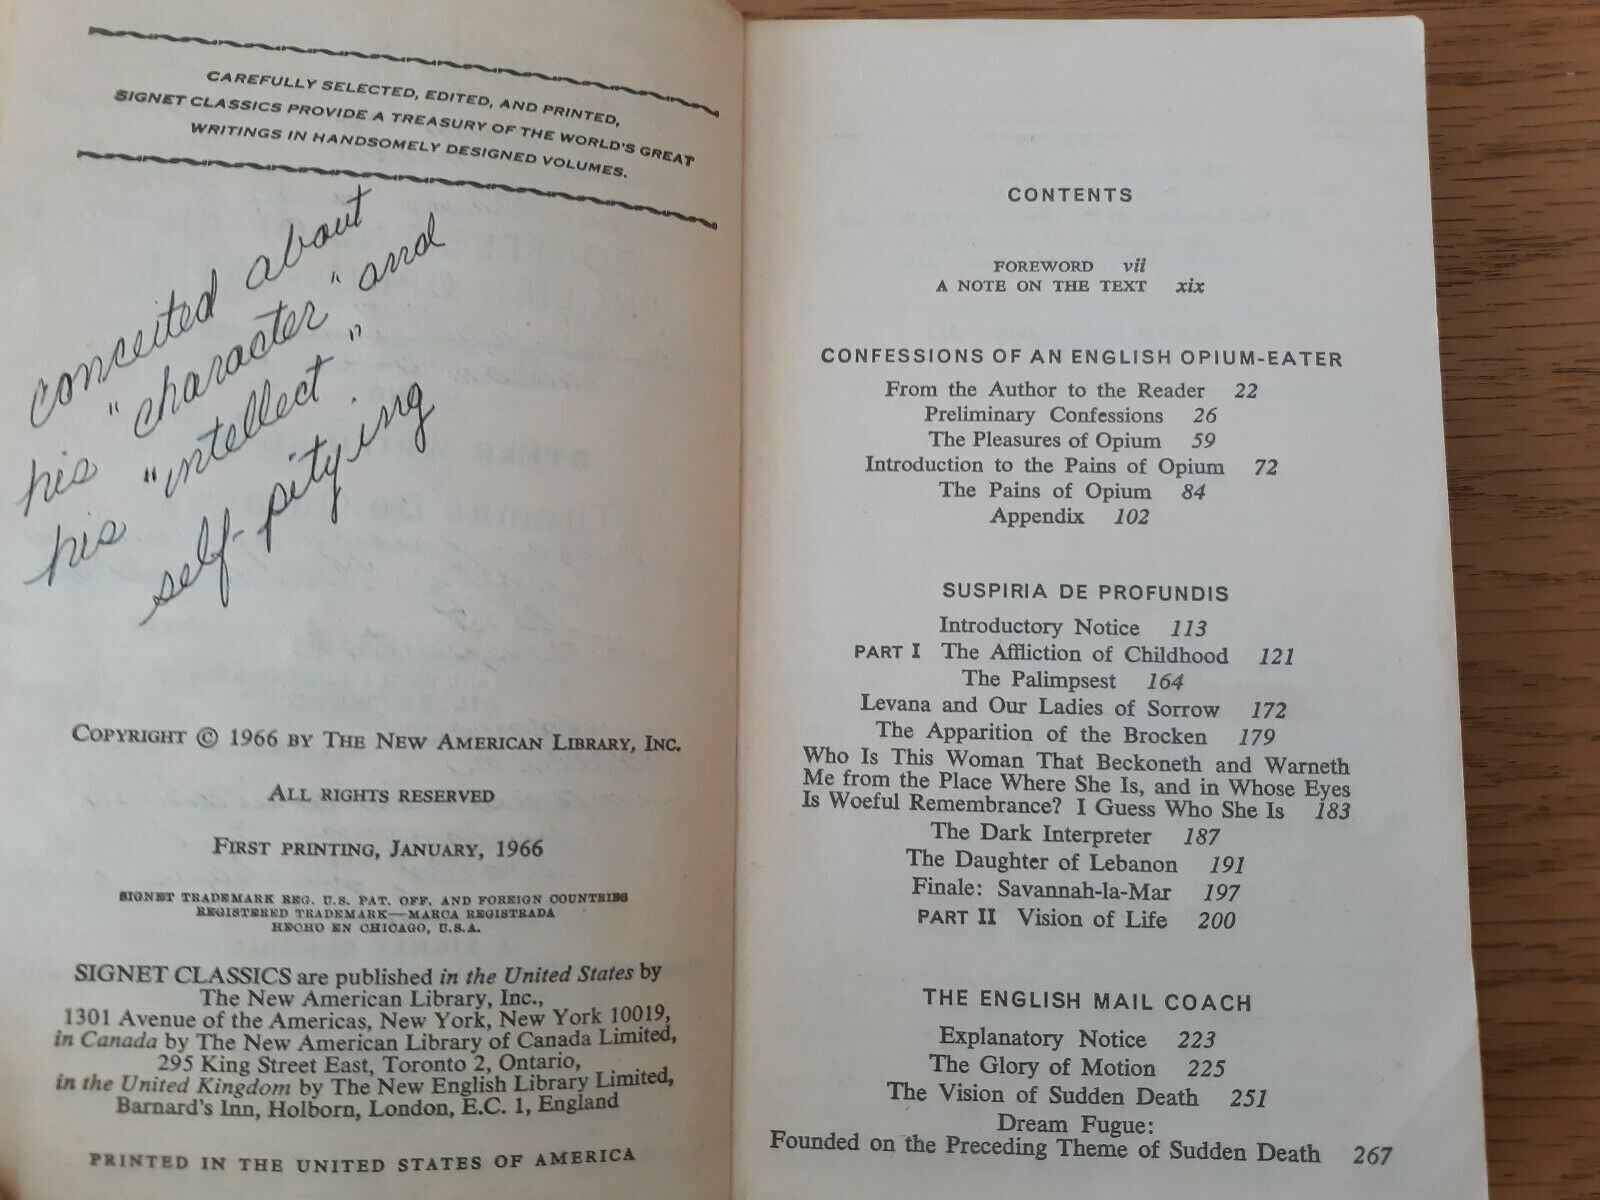 CAREFULLY SELECTED, EDITED, AND PRINTED,
SIGNET CLASSICS PROVIDE A TREASURY OF THE WORLD'S GREAT
WRITINGS IN HANDSOMELY DESIGNED VOLUMES.
conceited about
his "character" and
his "intellect"
self-pitying
COPYRIGHT © 1966 BY THE NEW AMERICAN LIBRARY, INC.
ALL RIGHTS RESERVED
FIRST PRINTING, JANUARY, 1966
SIGNET TRADEMARK REG. U.S. PAT. OFF. AND FOREIGN COUNTRIES
REGISTERED TRADEMARK—MARCA REGISTRADA
HECHO EN CHICAGO, U.S.A.
SIGNET CLASSICS are published in the United States by
The New American Library, Inc.,
1301 Avenue of the Americas, New York, New York 10019,
in Canada by The New American Library of Canada Limited,
295 King Street East, Toronto 2, Ontario,
in the United Kingdom by The New English Library Limited,
Barnard's Inn, Holborn, London, E.C. 1, England
PRINTED IN THE UNITED STATES OF AMERICA
CONTENTS
FOREWORD vii
A NOTE ON THE TEXT xix
CONFESSIONS OF AN ENGLISH OPIUM-EATER
From the Author to the Reader 22
Preliminary Confessions 26
The Pleasures of Opium 59
Introduction to the Pains of Opium 72
The Pains of Opium 84
Appendix 102
SUSPIRIA DE PROFUNDIS
Introductory Notice 113
PART I The Affliction of Childhood 121
The Palimpsest 164
Levana and Our Ladies of Sorrow 172
The Apparition of the Brocken 179
Who Is This Woman That Beckoneth and Warneth
Me from the Place Where She Is, and in Whose Eyes
Is Woeful Remembrance? I Guess Who She Is 183
The Dark Interpreter 187
The Daughter of Lebanon 191
Finale: Savannah-la-Mar 197
PART II Vision of Life 200
THE ENGLISH MAIL COACH
Explanatory Notice 223
The Glory of Motion 225
The Vision of Sudden Death 251
Dream Fugue:
Founded on the Preceding Theme of Sudden Death 267